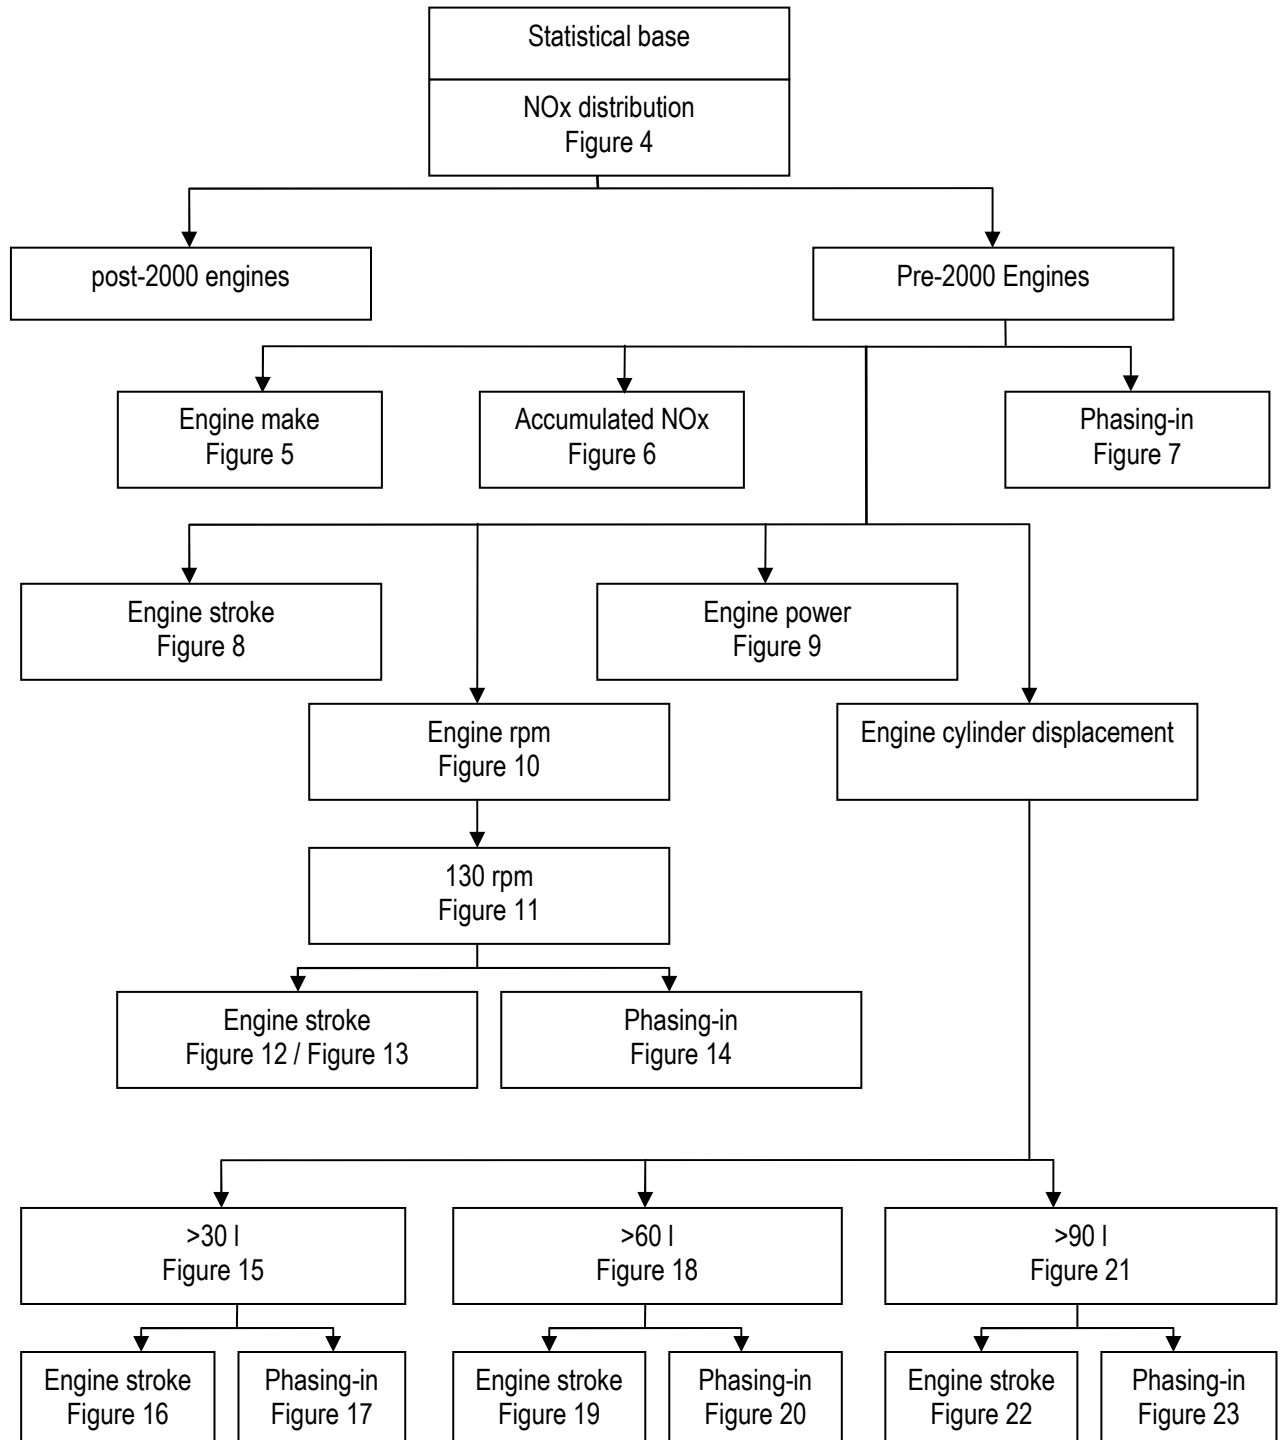 Statistical base
NOx distribution
Figure 4
post-2000 engines
Pre-2000 Engines
Engine make
Figure 5
Accumulated NOx
Figure 6
Phasing-in
Figure 7
Engine stroke
Figure 8
Engine power
Figure 9
Engine rpm
Figure 10
Engine cylinder displacement
130 rpm
Figure 11
Engine stroke
Figure 12 / Figure 13
Phasing-in
Figure 14
>30 l
Figure 15
>60 l
Figure 18
>90 l
Figure 21
Engine stroke
Figure 16
Phasing-in
Figure 17
Engine stroke
Figure 19
Phasing-in
Figure 20
Engine stroke
Figure 22
Phasing-in
Figure 23